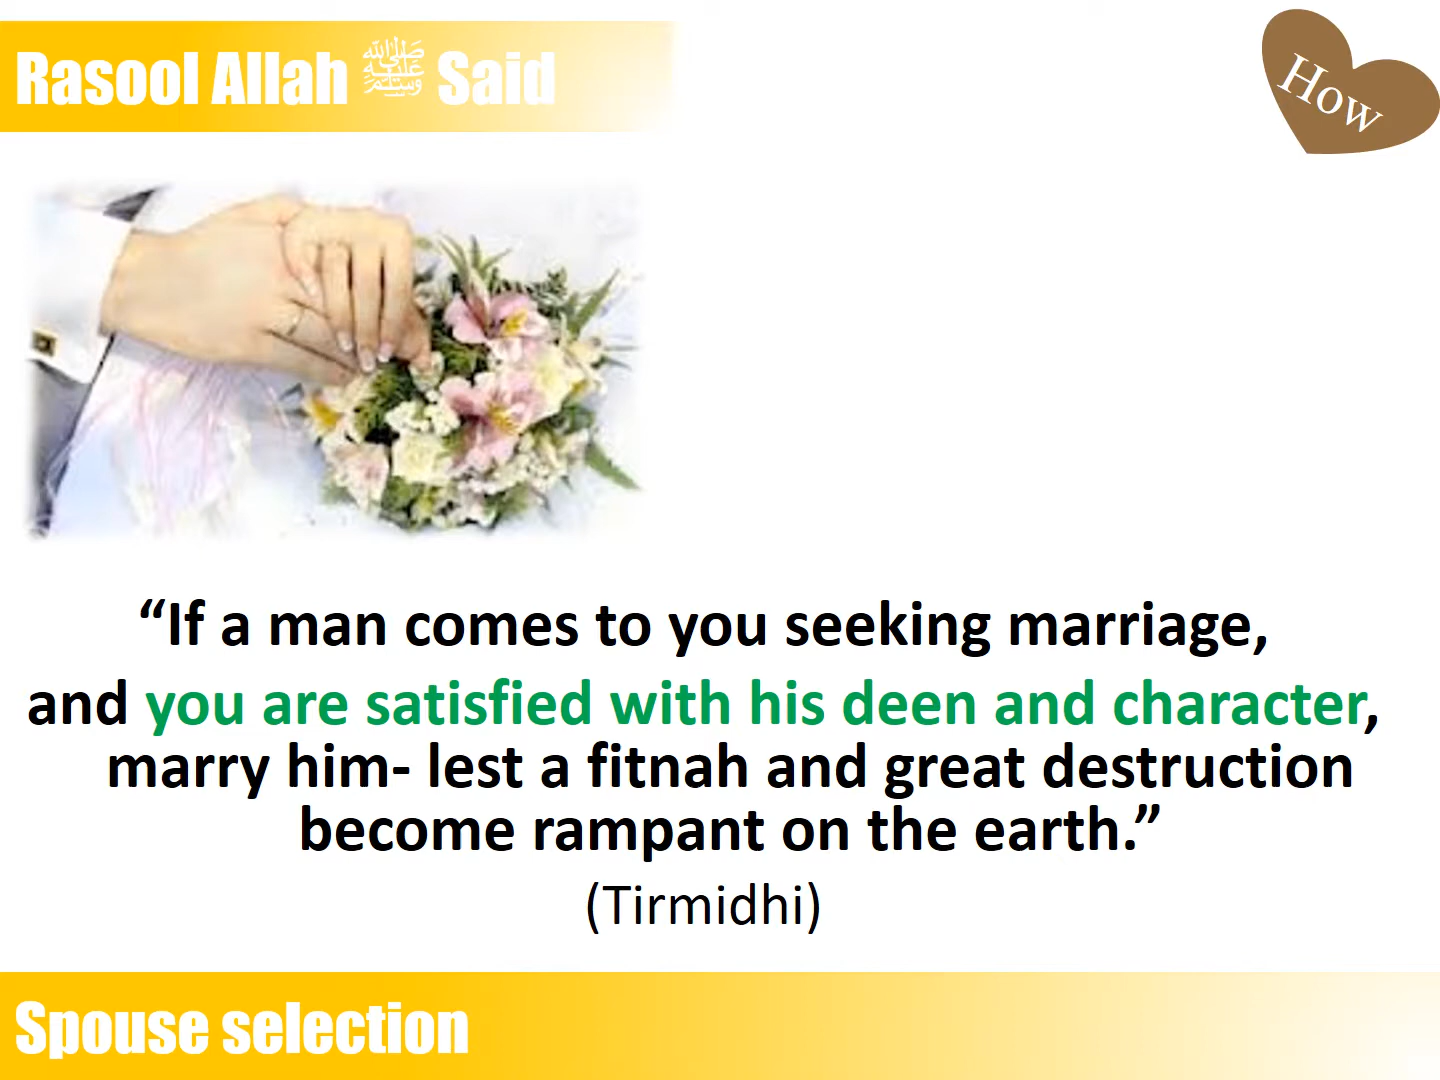 Rasool Allah ﷺ Said
How
“If a man comes to you seeking marriage,
and you are satisfied with his deen and character,
marry him- lest a fitnah and great destruction
become rampant on the earth.”
(Tirmidhi)
Spouse selection